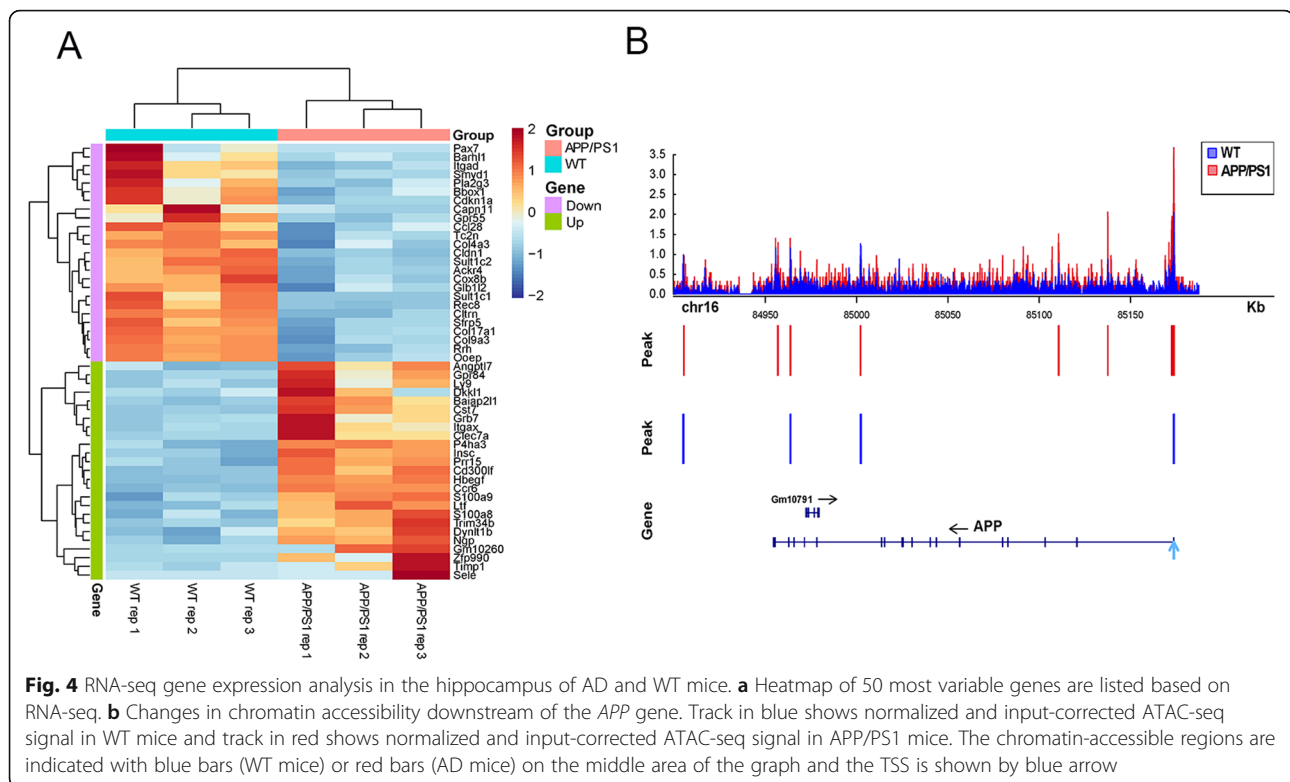 A
B
Group
Pax7
Barhl1
Itgad
Smyd1
Pla2g3
Bbox1
Cdkn1a
Capn11
Gpr55
Ccl28
Tc2n
Col4a3
Cldn1
Sult1c2
Ackr4
Cox8b
Glb1l2
Sult1c1
Rec8
Cltrn
Sfrp5
Col17a1
Col9a3
Rrh
Ooep
Angptl7
Gpr84
Ly9
Dkkl1
Baiap2l1
Cst7
Grb7
Itgax
Clec7a
P4ha3
Insc
Prr15
Cd300lf
Hbegf
Ccr6
S100a9
Ltf
S100a8
Trim34b
Dynlt1b
Ngp
Gm10260
Zfp990
Timp1
Sele
Gene
WT rep 1
WT rep 2
WT rep 3
APP/PS1 rep 1
APP/PS1 rep 2
APP/PS1 rep 3
2
1
0
−1
−2
Group
APP/PS1
WT
Gene
Down
Up
WT
APP/PS1
3.5
3.0
2.5
2.0
1.5
1.0
0.5
0.0
chr16
84950
85000
85050
85100
85150
Kb
Peak
Peak
Gene
Gm10791
APP
Fig. 4 RNA-seq gene expression analysis in the hippocampus of AD and WT mice. a Heatmap of 50 most variable genes are listed based on
RNA-seq. b Changes in chromatin accessibility downstream of the APP gene. Track in blue shows normalized and input-corrected ATAC-seq
signal in WT mice and track in red shows normalized and input-corrected ATAC-seq signal in APP/PS1 mice. The chromatin-accessible regions are
indicated with blue bars (WT mice) or red bars (AD mice) on the middle area of the graph and the TSS is shown by blue arrow